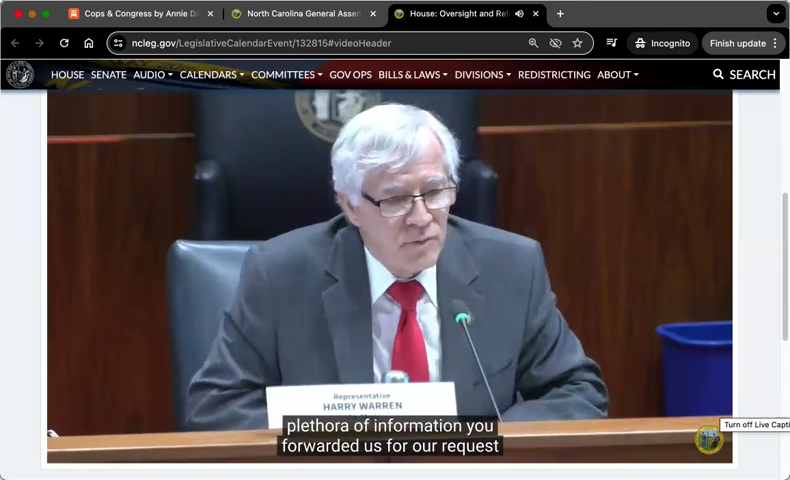 Cops & Congress by Annie Di
North Carolina General Assem
House: Oversight and Ref
ncleg.gov/LegislativeCalendarEvent/132815#videoHeader
Incognito
Finish update
HOUSE SENATE AUDIO CALENDARS COMMITTEES GOV OPS BILLS & LAWS DIVISIONS REDISTRICTING ABOUT SEARCH
Representative
HARRY WARREN
plethora of information you
forwarded us for our request
Turn off Live Capti